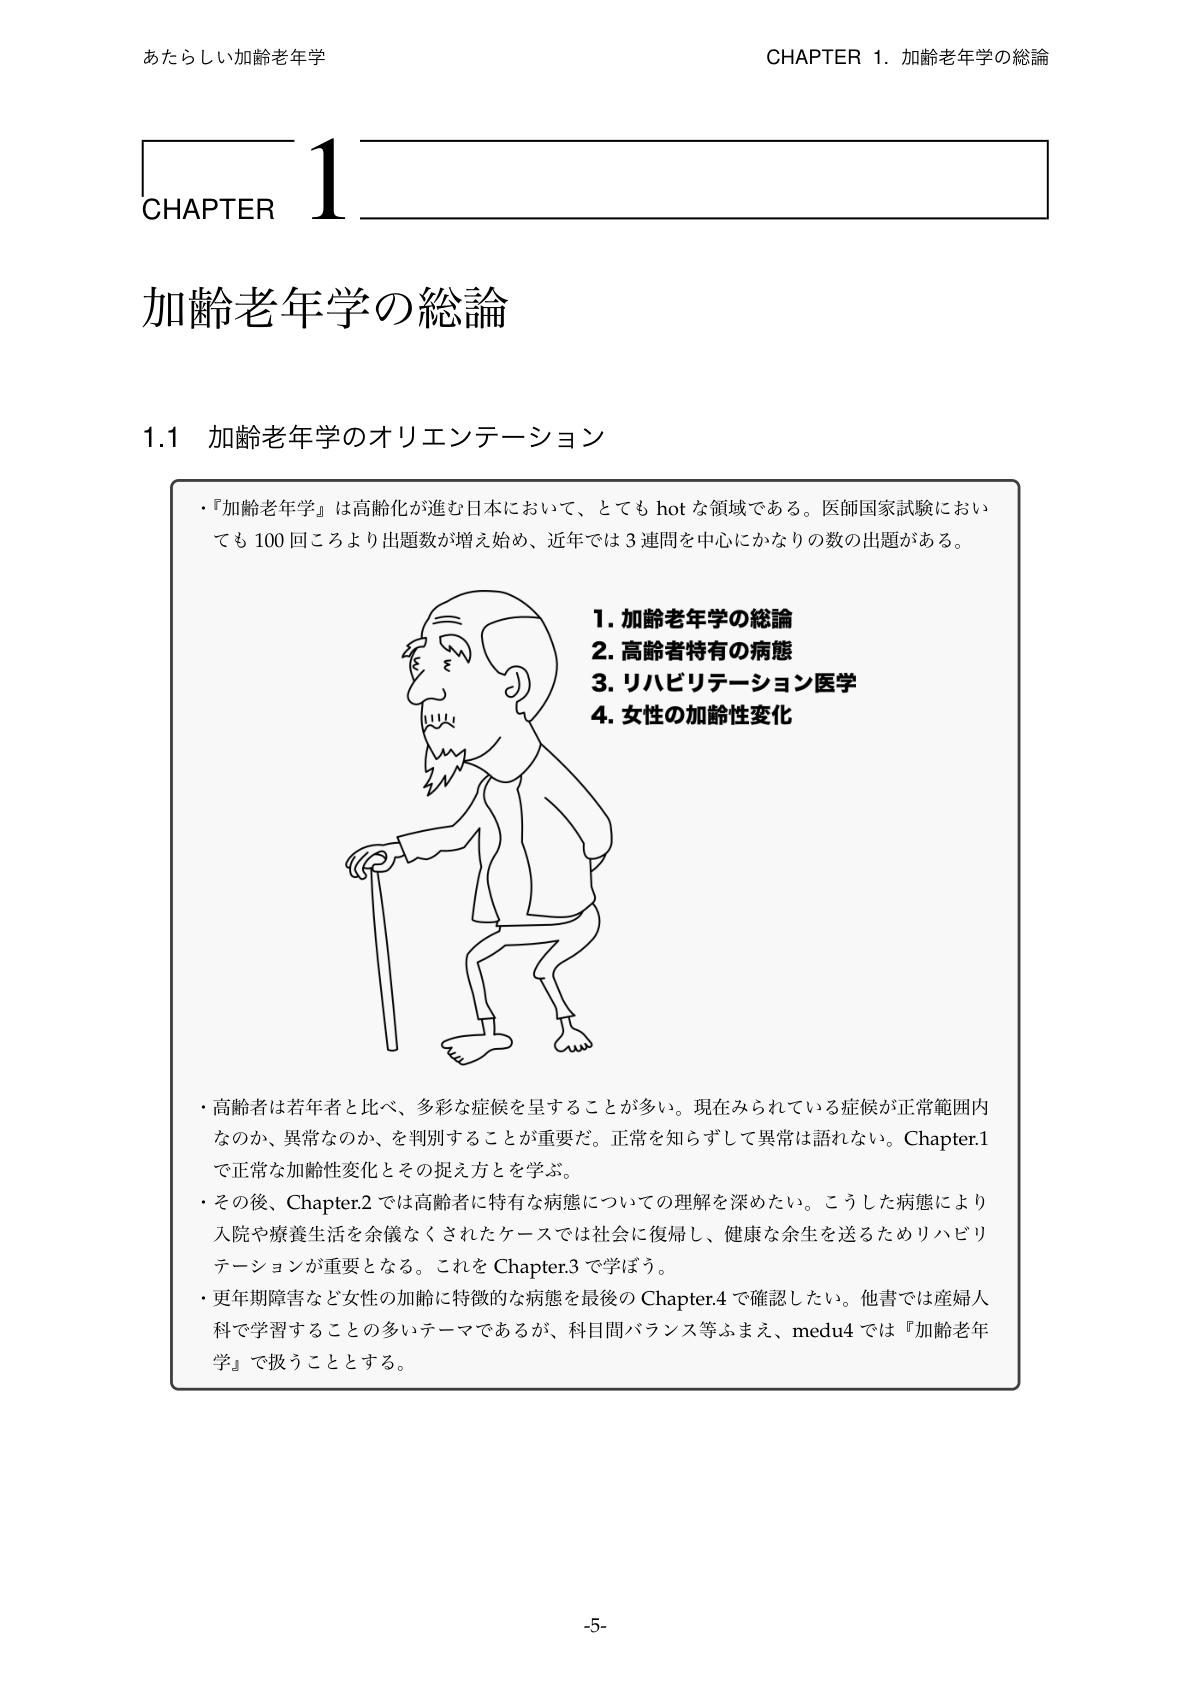 あたらしい加齢老年学
CHAPTER 1. 加齢老年学の総論
CHAPTER 1
加齢老年学の総論
1.1 加齢老年学のオリエンテーション
・『加齢老年学』は高齢化が進む日本において、とても hot な領域である。医師国家試験におい
ても 100 回ころより出題数が増え始め、近年では 3 連問を中心にかなりの数の出題がある。
1. 加齢老年学の総論
2. 高齢者特有の病態
3. リハビリテーション医学
4. 女性の加齢性変化
・高齢者は若年者と比べ、多彩な症候を呈することが多い。現在みられている症候が正常範囲内
なのか、異常なのか、を判別することが重要だ。正常を知らずして異常は語れない。Chapter.1
で正常な加齢性変化とその捉え方とを学ぶ。
・その後、Chapter.2 では高齢者に特有な病態についての理解を深めたい。こうした病態により
入院や療養生活を余儀なくされたケースでは社会に復帰し、健康な余生を送るためリハビリ
テーションが重要となる。これを Chapter.3 で学ぼう。
・更年期障害など女性の加齢に特徴的な病態を最後の Chapter.4 で確認したい。他書では産婦人
科で学習することの多いテーマであるが、科目間バランス等ふまえ、medu4 では『加齢老年
学』で扱うこととする。
-5-